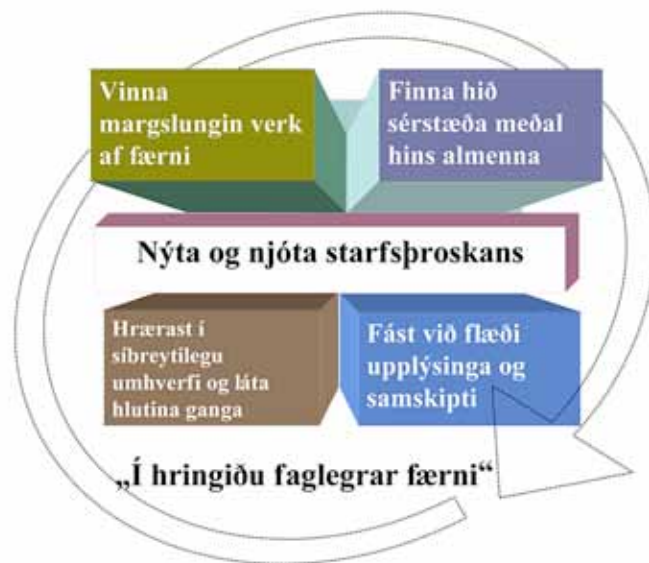 Vinna
margslungin verk
af færni
Finna hið
sérstæða meðal
hins almenna
Nýta og njóta starfsþroskans
Hrærast í
síbreytilegu
umhverfi og láta
hlutina ganga
Fást við flæði
upplýsinga og
samskipti
„Í hringiðu faglegrar færni“